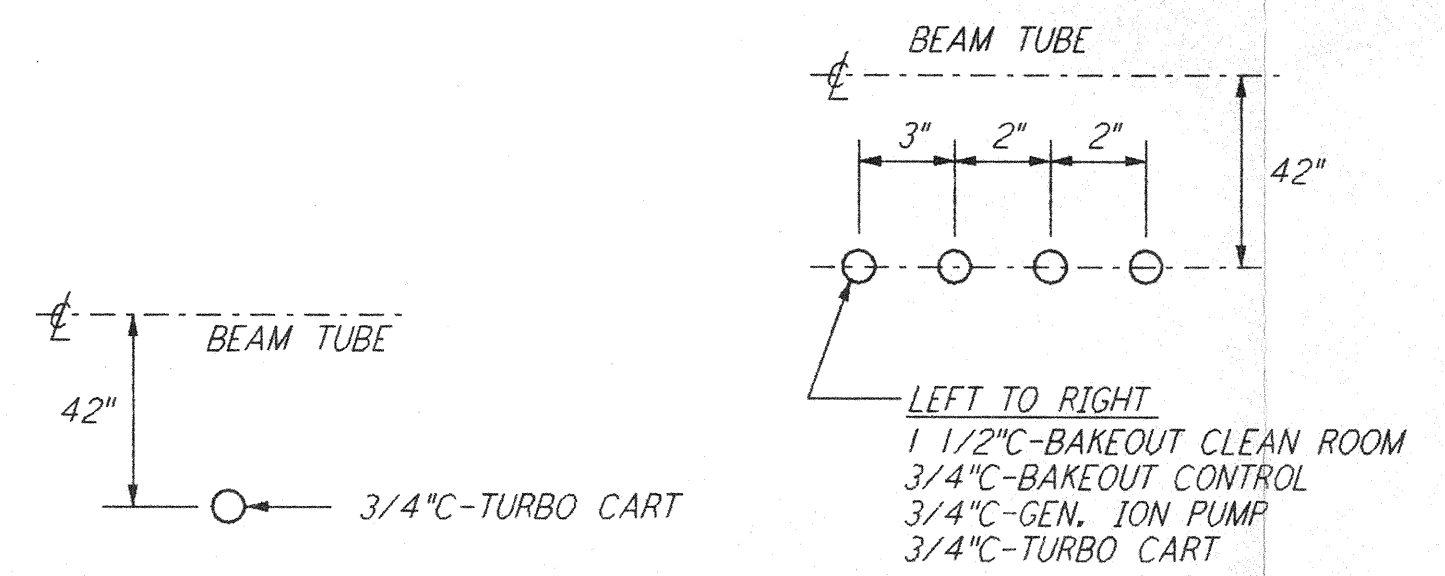 BEAM TUBE
℄
3" 2" 2"
42"
℄
BEAM TUBE
42"
3/4"C-TURBO CART
LEFT TO RIGHT
1 1/2"C-BAKEOUT CLEAN ROOM
3/4"C-BAKEOUT CONTROL
3/4"C-GEN. ION PUMP
3/4"C-TURBO CART